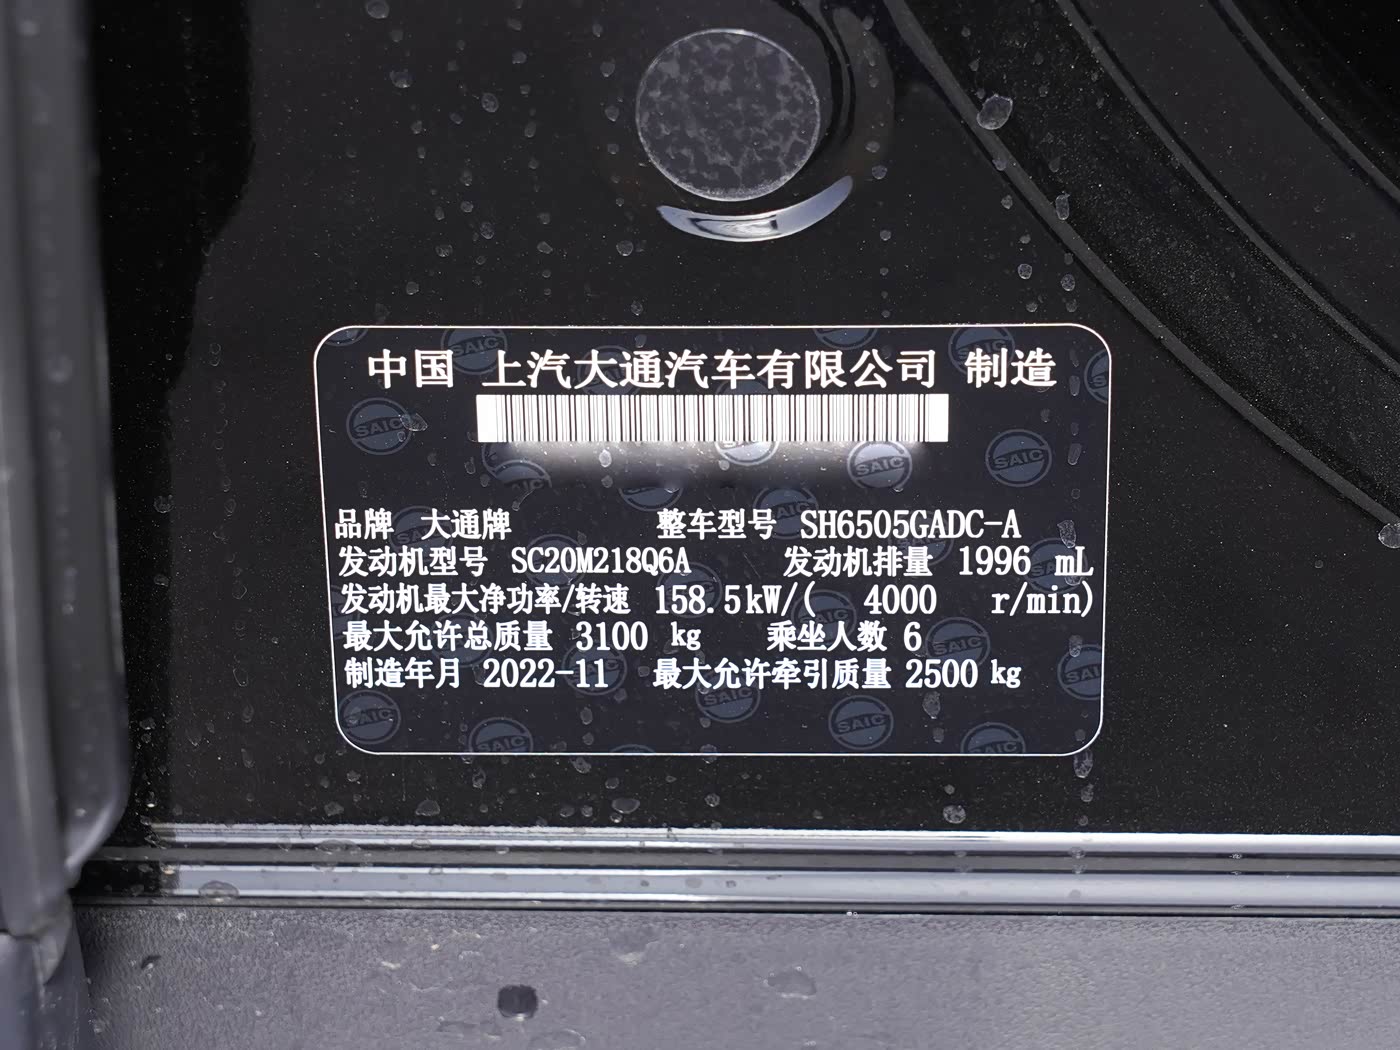 中国 上汽大通汽车有限公司 制造
品牌 大通牌 整车型号 SH6505GADC-A
发动机型号 SC20M218Q6A 发动机排量 1996 mL
发动机最大净功率/转速 158.5kW/( 4000 r/min)
最大允许总质量 3100 kg 乘坐人数 6
制造年月 2022-11 最大允许牵引质量 2500 kg
SAIC